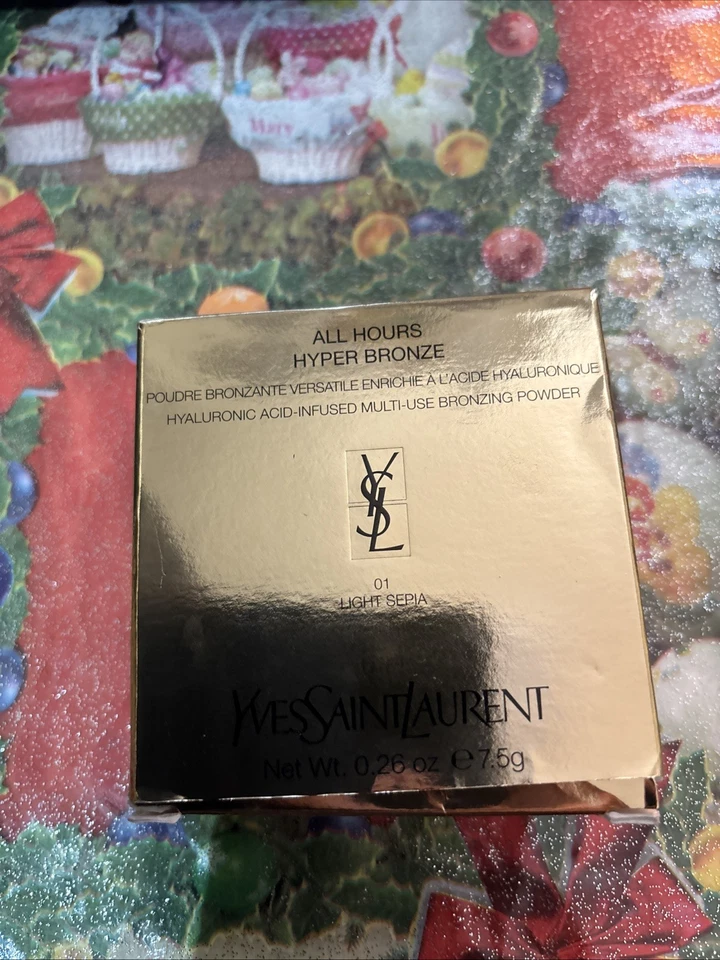 Mary
ALL HOURS
HYPER BRONZE
POUDRE BRONZANTE VERSATILE ENRICHIE À L'ACIDE HYALURONIQUE
HYALURONIC ACID-INFUSED MULTI-USE BRONZING POWDER
YSL
01
LIGHT SEPIA
YVESSAINTLAURENT
Net Wt. 0.26 oz ℮ 7.5g